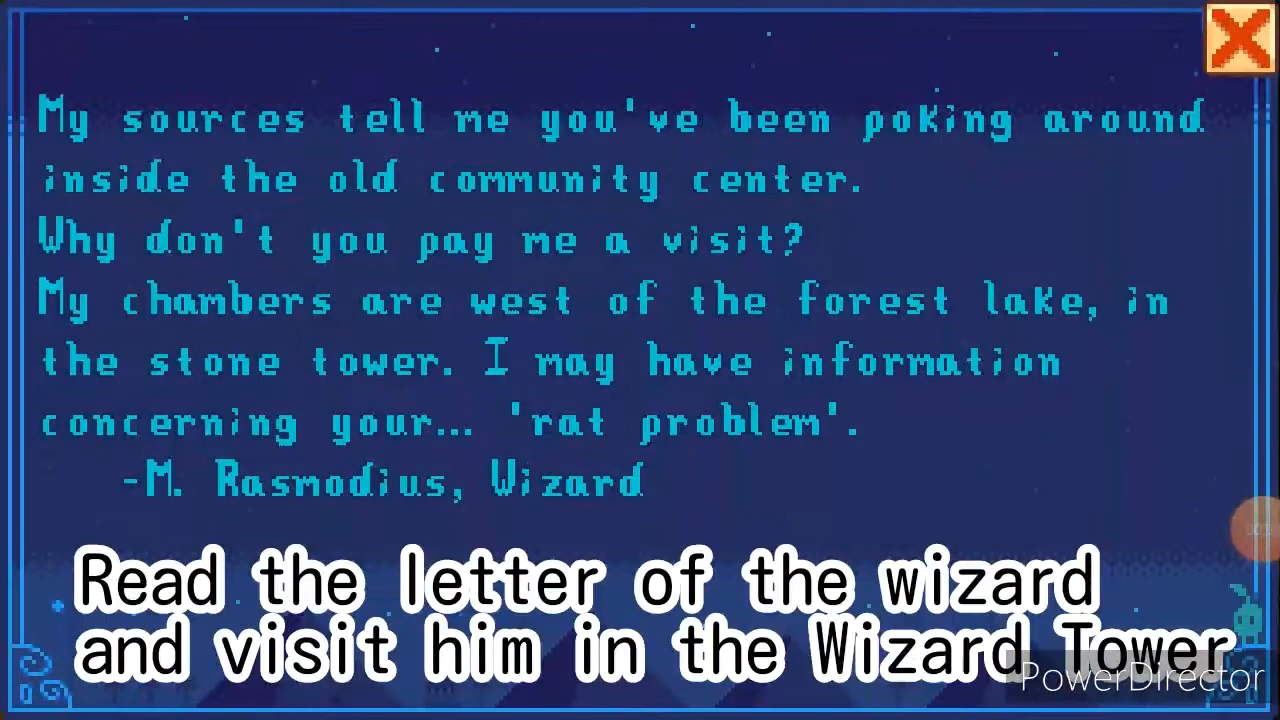 My sources tell me you've been poking around
inside the old community center.
Why don't you pay me a visit?
My chambers are west of the forest lake, in
the stone tower. I may have information
concerning your... 'rat problem'.
-M. Rasmodius, Wizard
Read the letter of the wizard
and visit him in the Wizard Tower
PowerDirector